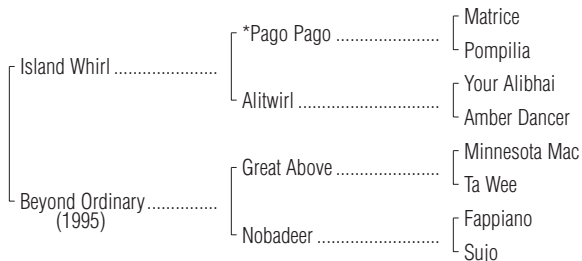 Matrice
*Pago Pago ........................
Pompilia
Island Whirl ......................
Your Alibhai
Alitwirl ................................
Amber Dancer
Minnesota Mac
Great Above .......................
Ta Wee
Beyond Ordinary ...............
(1995)
Fappiano
Nobadeer ............................
Sujo